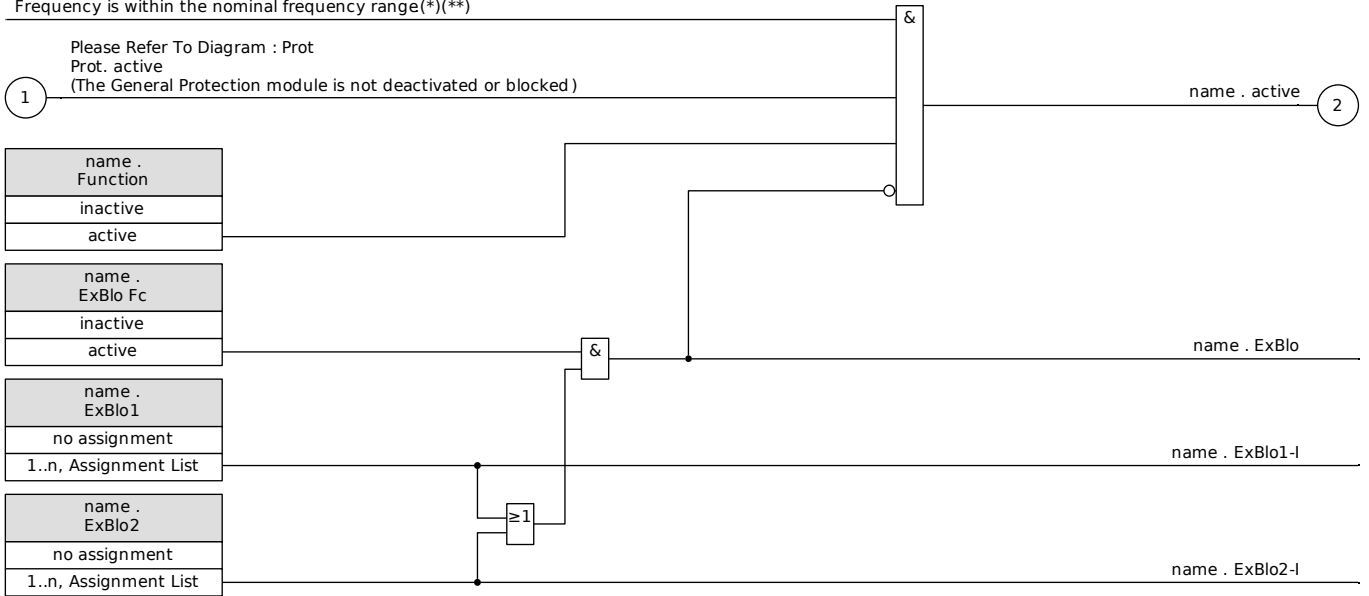 Frequency is within the nominal frequency range(*)(**)
&
Please Refer To Diagram : Prot
Prot. active
(The General Protection module is not deactivated or blocked)
1
name . active
2
name .
Function
inactive
active
name .
ExBlo Fc
inactive
active
&
name . ExBlo
name .
ExBlo1
no assignment
1..n, Assignment List
name . ExBlo1-I
name .
ExBlo2
≥1
no assignment
1..n, Assignment List
name . ExBlo2-I